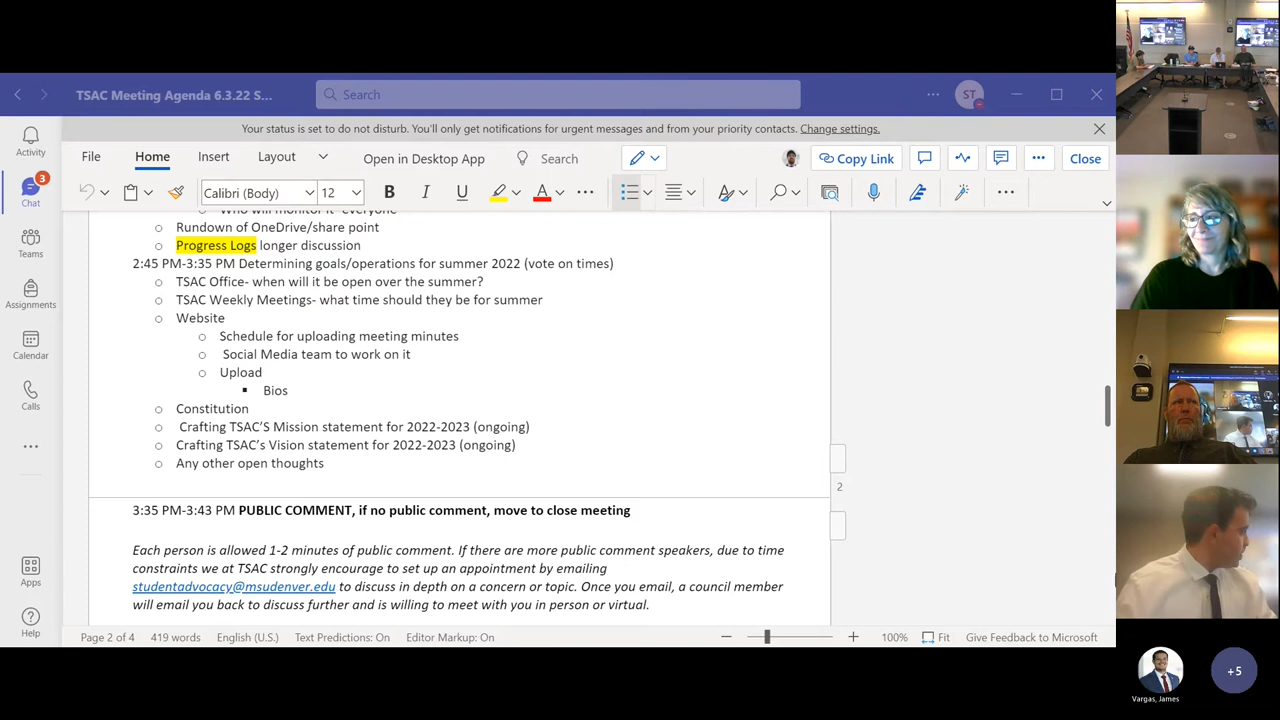 TSAC Meeting Agenda 6.3.22 S...
Search
ST
Your status is set to do not disturb. You'll only get notifications for urgent messages and from your priority contacts. Change settings.
Activity
3
Chat
Teams
Assignments
Calendar
Calls
Apps
Help
File Home Insert Layout Open in Desktop App Search Copy Link Close
Calibri (Body) 12 B I U A
○ Who will monitor it- everyone
○ Rundown of OneDrive/share point
○ Progress Logs longer discussion
2:45 PM-3:35 PM Determining goals/operations for summer 2022 (vote on times)
○ TSAC Office- when will it be open over the summer?
○ TSAC Weekly Meetings- what time should they be for summer
○ Website
○ Schedule for uploading meeting minutes
○ Social Media team to work on it
○ Upload
▪ Bios
○ Constitution
○ Crafting TSAC'S Mission statement for 2022-2023 (ongoing)
○ Crafting TSAC's Vision statement for 2022-2023 (ongoing)
○ Any other open thoughts
2
3:35 PM-3:43 PM PUBLIC COMMENT, if no public comment, move to close meeting
Each person is allowed 1-2 minutes of public comment. If there are more public comment speakers, due to time
constraints we at TSAC strongly encourage to set up an appointment by emailing
studentadvocacy@msudenver.edu to discuss in depth on a concern or topic. Once you email, a council member
will email you back to discuss further and is willing to meet with you in person or virtual.
Page 2 of 4 419 words English (U.S.) Text Predictions: On Editor Markup: On 100% Fit Give Feedback to Microsoft
Vargas, James
+5